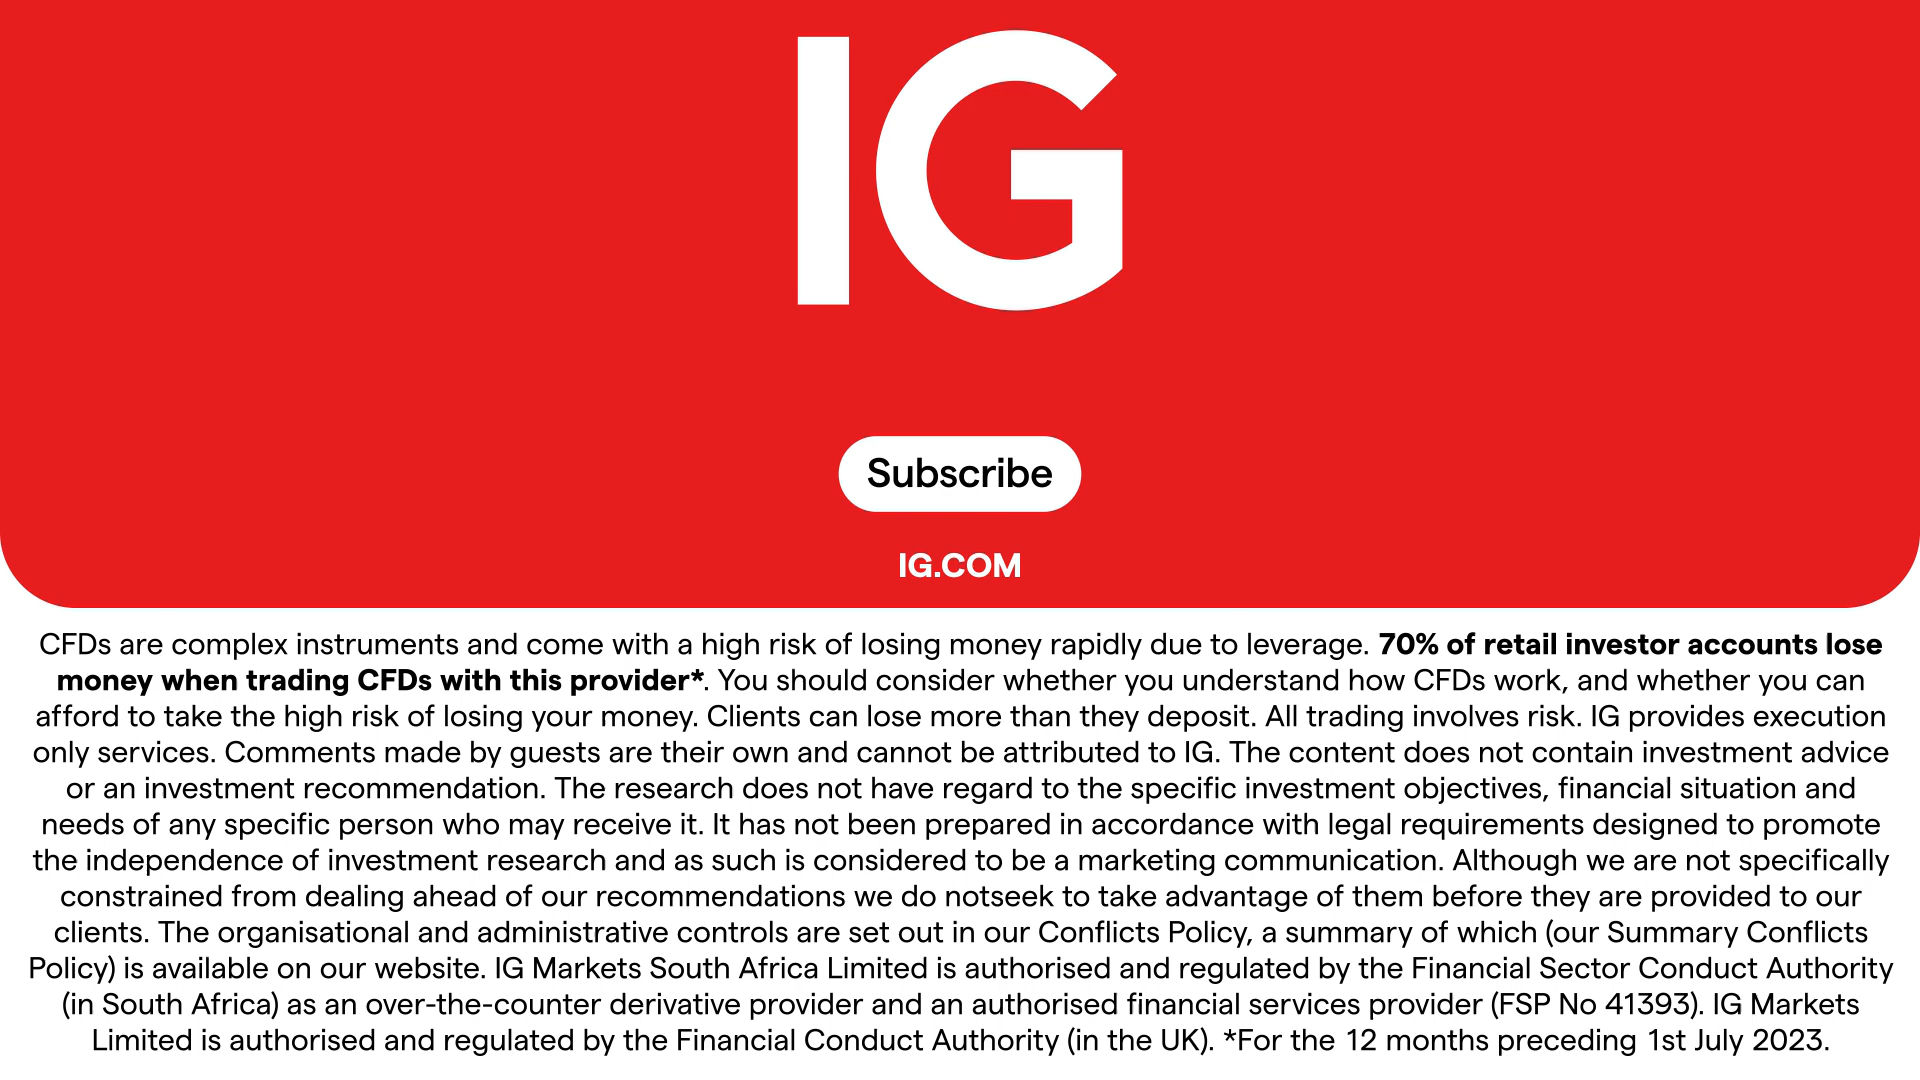 IG
Subscribe
IG.COM
CFDs are complex instruments and come with a high risk of losing money rapidly due to leverage. 70% of retail investor accounts lose
money when trading CFDs with this provider*. You should consider whether you understand how CFDs work, and whether you can
afford to take the high risk of losing your money. Clients can lose more than they deposit. All trading involves risk. IG provides execution
only services. Comments made by guests are their own and cannot be attributed to IG. The content does not contain investment advice
or an investment recommendation. The research does not have regard to the specific investment objectives, financial situation and
needs of any specific person who may receive it. It has not been prepared in accordance with legal requirements designed to promote
the independence of investment research and as such is considered to be a marketing communication. Although we are not specifically
constrained from dealing ahead of our recommendations we do notseek to take advantage of them before they are provided to our
clients. The organisational and administrative controls are set out in our Conflicts Policy, a summary of which (our Summary Conflicts
Policy) is available on our website. IG Markets South Africa Limited is authorised and regulated by the Financial Sector Conduct Authority
(in South Africa) as an over-the-counter derivative provider and an authorised financial services provider (FSP No 41393). IG Markets
Limited is authorised and regulated by the Financial Conduct Authority (in the UK). *For the 12 months preceding 1st July 2023.